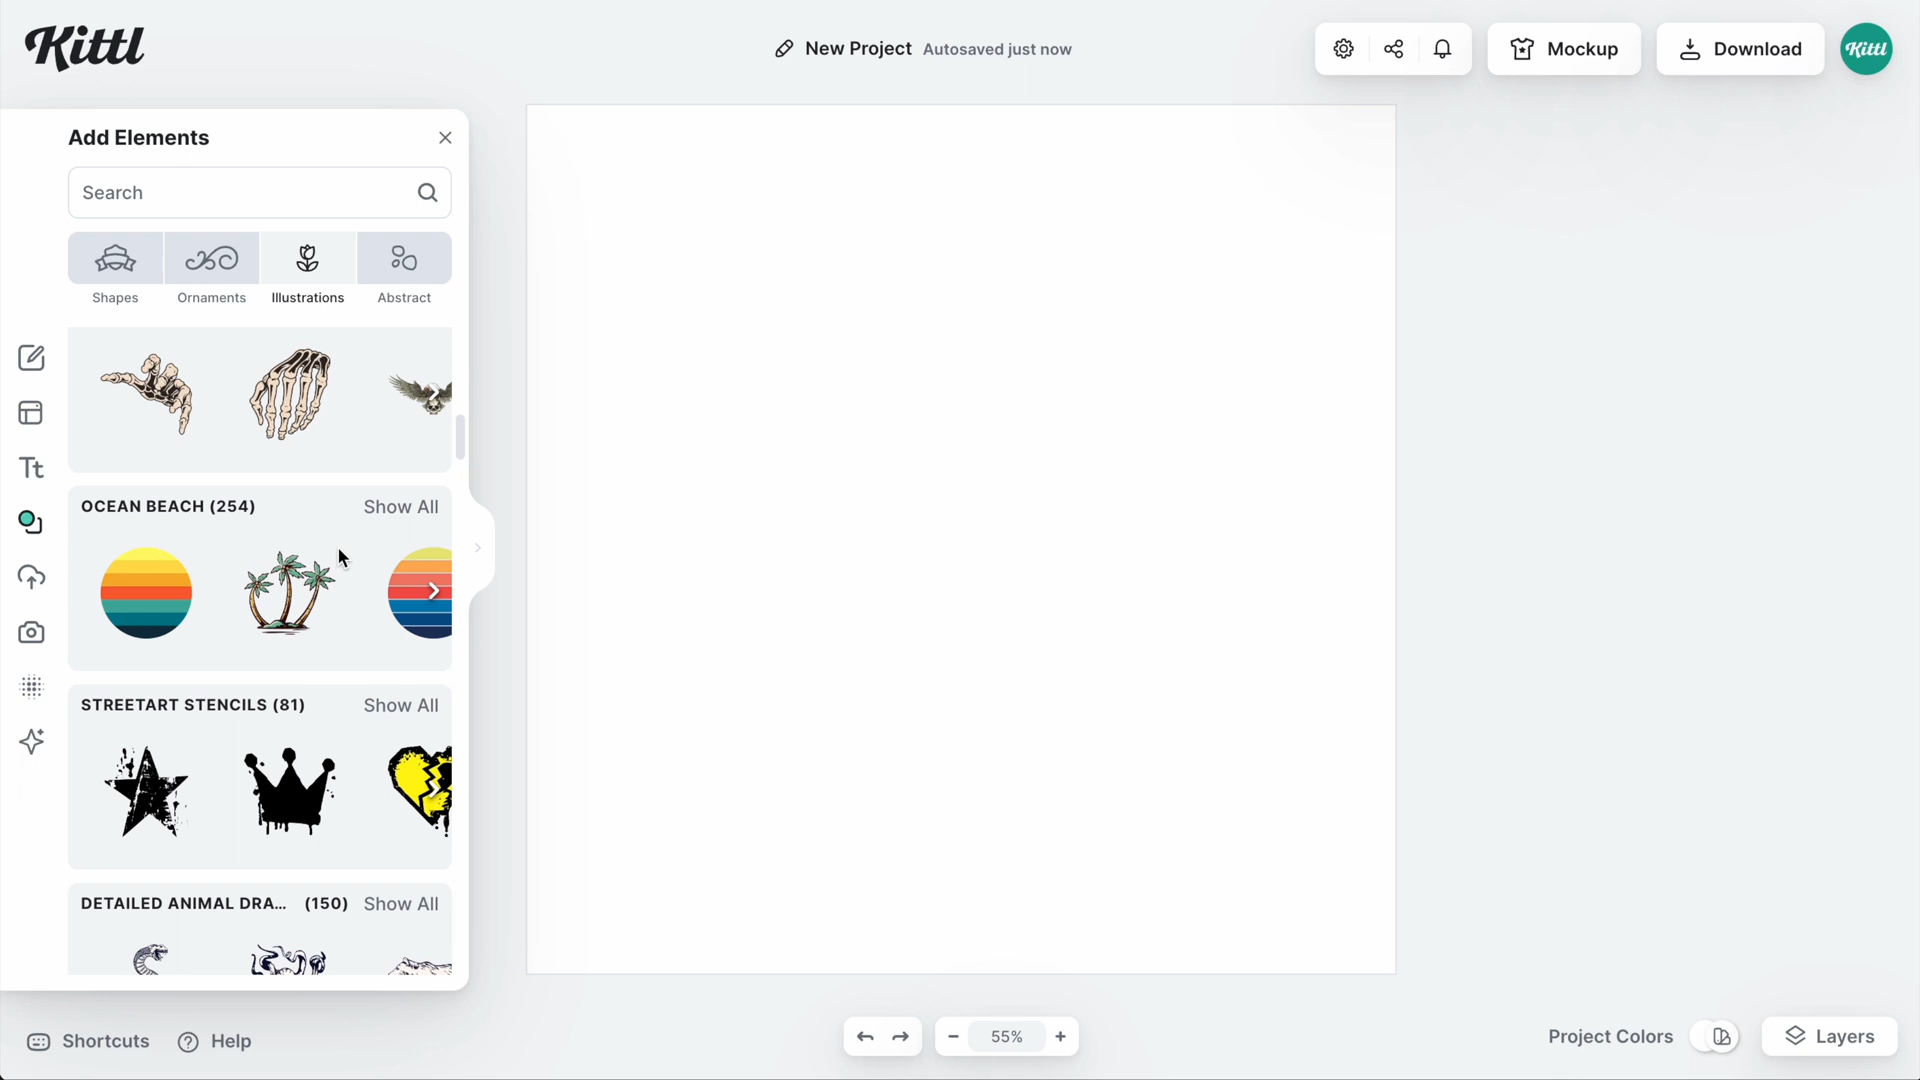 Kittl
New Project Autosaved just now
Mockup
Download
Kittl
Add Elements
Search
Shapes Ornaments Illustrations Abstract
Tt
OCEAN BEACH (254) Show All
STREETART STENCILS (81) Show All
DETAILED ANIMAL DRA... (150) Show All
Shortcuts Help
55%
Project Colors
Layers